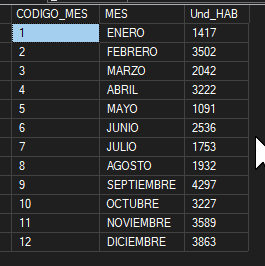 CODIGO_MES MES Und_HAB
1 ENERO 1417
2 FEBRERO 3502
3 MARZO 2042
4 ABRIL 3222
5 MAYO 1091
6 JUNIO 2536
7 JULIO 1753
8 AGOSTO 1932
9 SEPTIEMBRE 4297
10 OCTUBRE 3227
11 NOVIEMBRE 3589
12 DICIEMBRE 3863